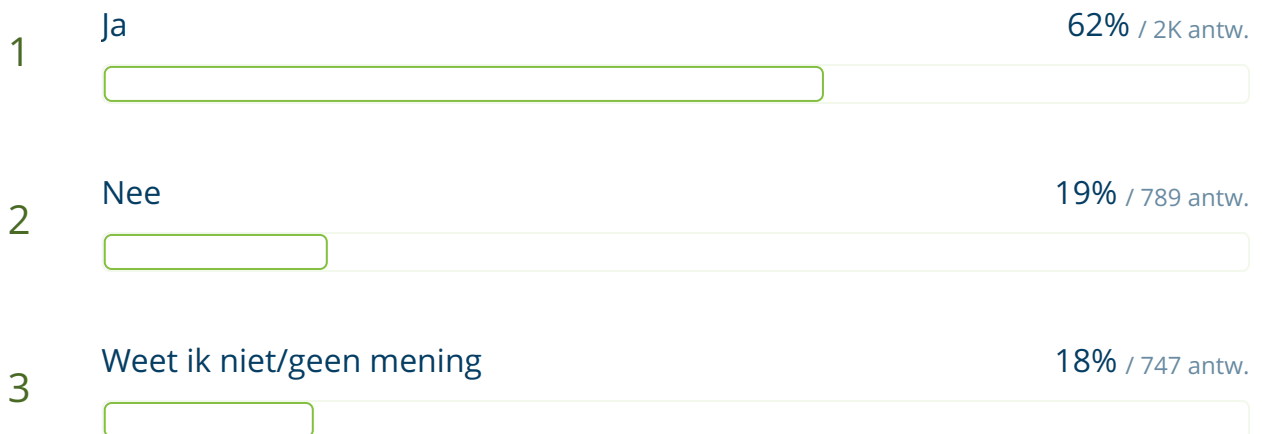 Ja 62% / 2K antw.
1
Nee 19% / 789 antw.
2
Weet ik niet/geen mening 18% / 747 antw.
3